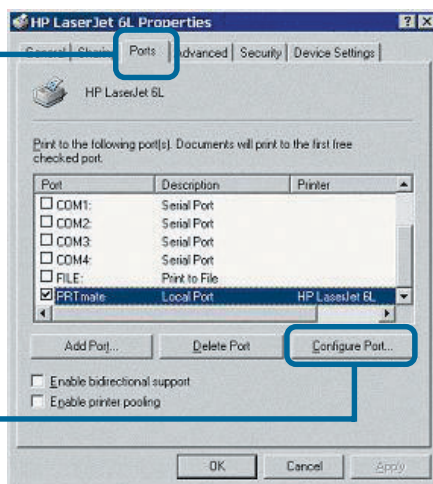 HP LaserJet 6L Properties
General Sharing Ports Advanced Security Device Settings
HP LaserJet 6L
Print to the following port(s). Documents will print to the first free
checked port.
Port Description Printer
COM1: Serial Port
COM2: Serial Port
COM3: Serial Port
COM4: Serial Port
FILE: Print to File
PRTmate Local Port HP LaserJet 6L
Add Port... Delete Port Configure Port...
Enable bidirectional support
Enable printer pooling
OK Cancel Apply